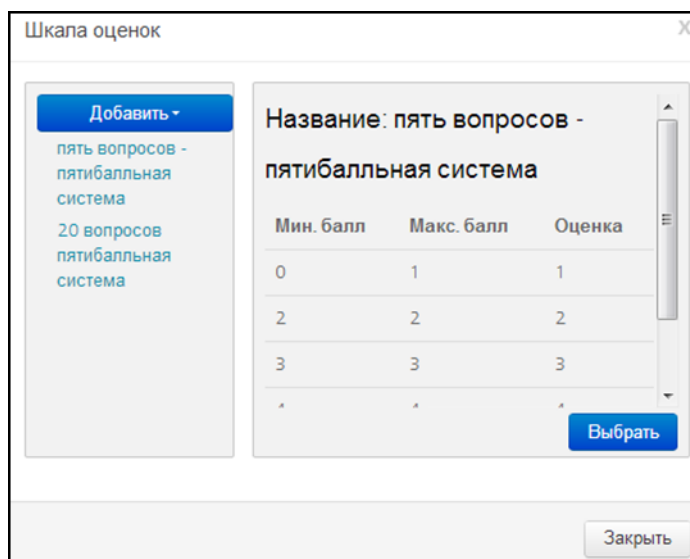 Шкала оценок
X
Добавить
пять вопросов -
пятибалльная
система
20 вопросов
пятибалльная
система
Название: пять вопросов -
пятибалльная система
Мин. балл Макс. балл Оценка
0 1 1
2 2 2
3 3 3
Выбрать
Закрыть